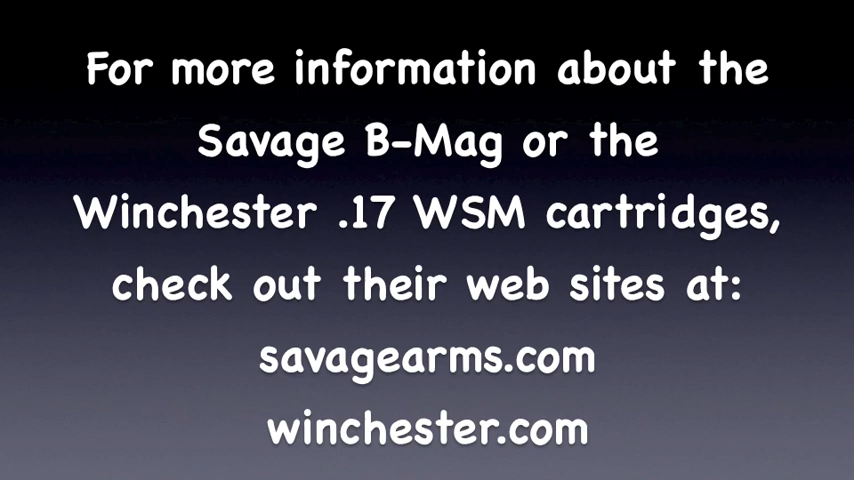 For more information about the
Savage B-Mag or the
Winchester .17 WSM cartridges,
check out their web sites at:
savagearms.com
winchester.com